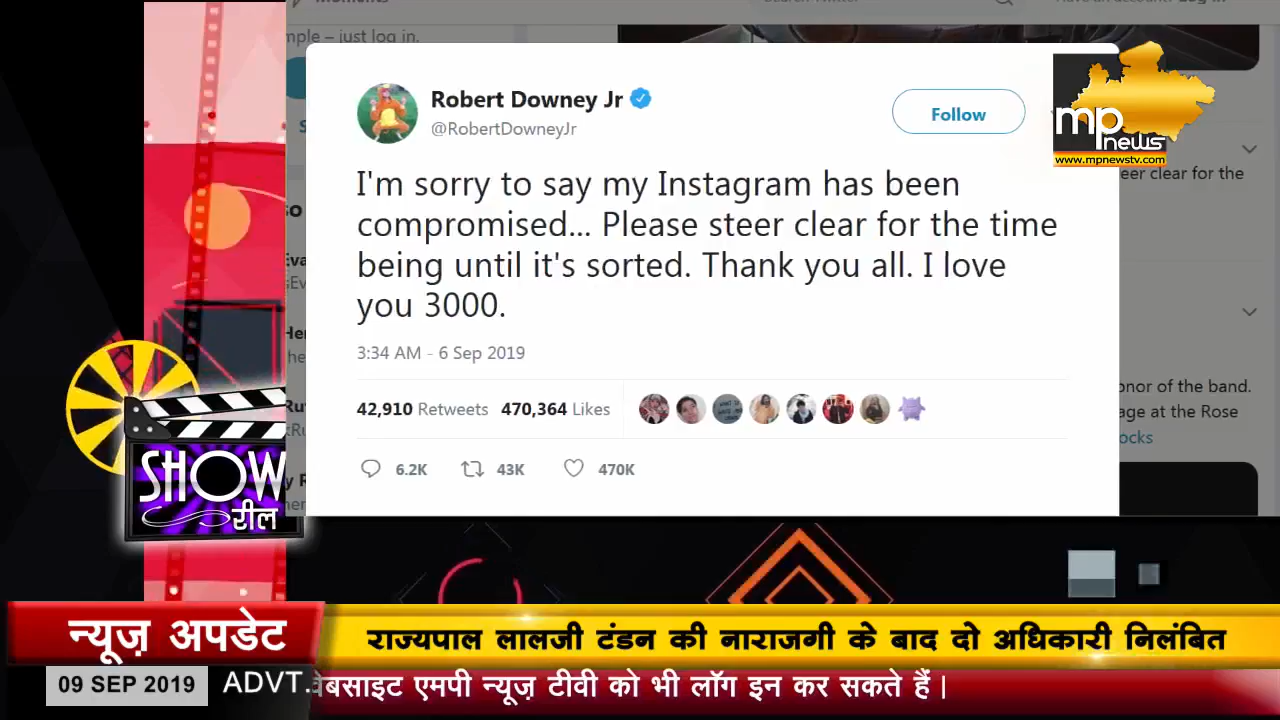 mple – just log in.
Robert Downey Jr
@RobertDowneyJr
Follow
mp
news
www.mpnewstv.com
eer clear for the
I'm sorry to say my Instagram has been
compromised... Please steer clear for the time
being until it's sorted. Thank you all. I love
you 3000.
3:34 AM - 6 Sep 2019
42,910 Retweets 470,364 Likes
6.2K 43K 470K
onor of the band.
age at the Rose
ocks
SHOW
रील
न्यूज़ अपडेट
राज्यपाल लालजी टंडन की नाराजगी के बाद दो अधिकारी निलंबित
09 SEP 2019
ADVT.
वेबसाइट एमपी न्यूज़ टीवी को भी लॉग इन कर सकते हैं |